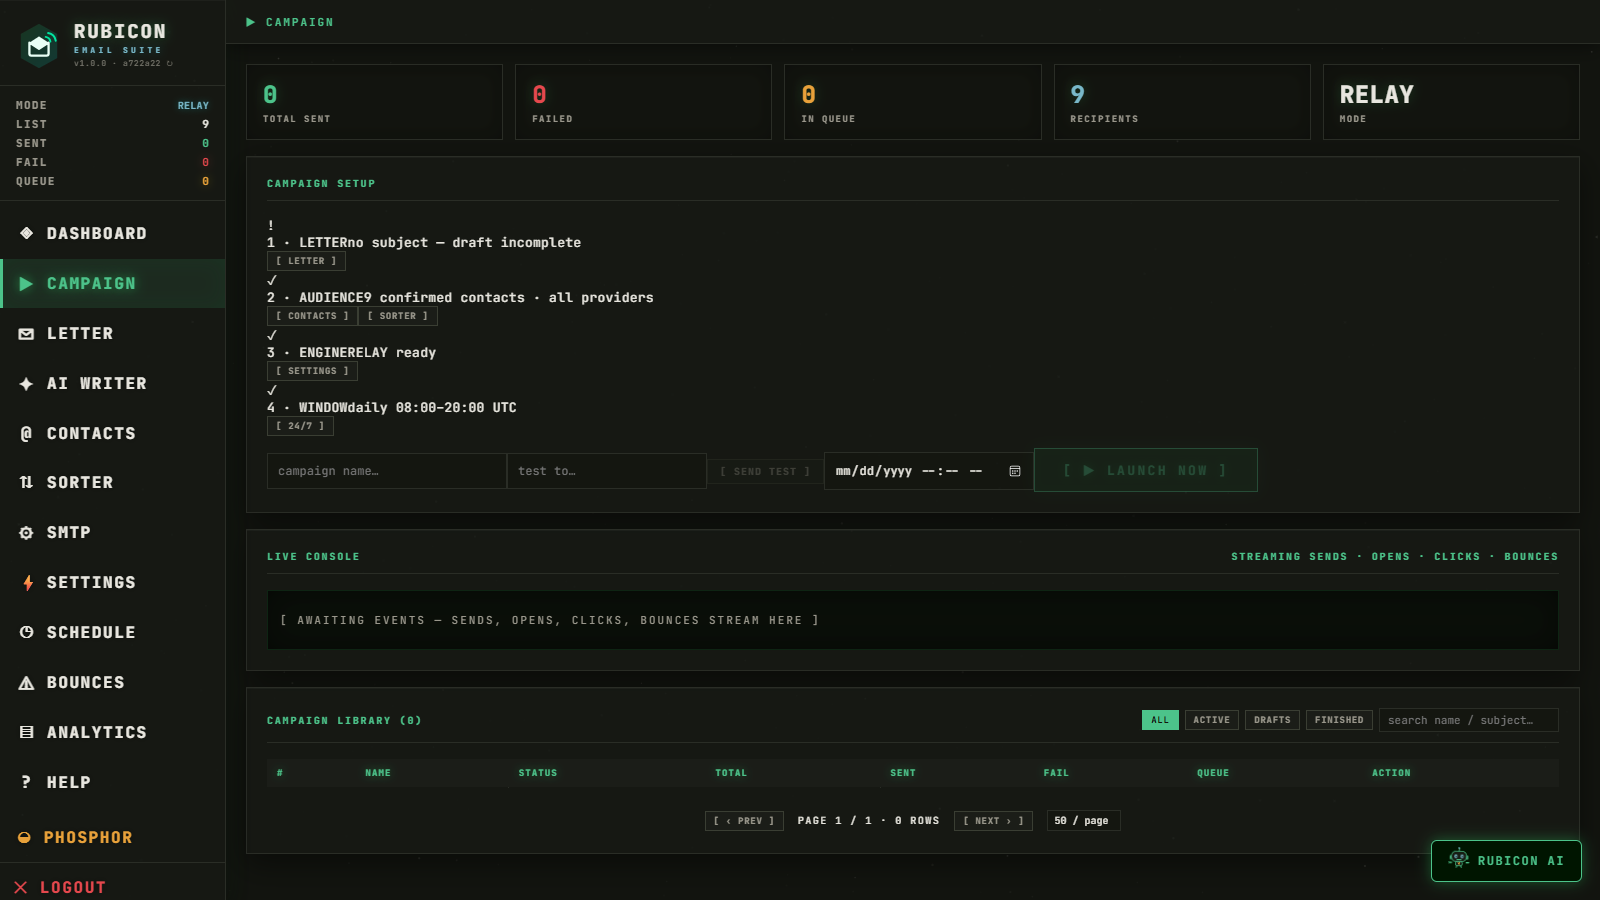 RUBICON
EMAIL SUITE
v1.0.0 · a722a22 ↻
MODE RELAY
LIST 9
SENT 0
FAIL 0
QUEUE 0
DASHBOARD
CAMPAIGN
LETTER
AI WRITER
@ CONTACTS
SORTER
SMTP
SETTINGS
SCHEDULE
BOUNCES
ANALYTICS
? HELP
PHOSPHOR
LOGOUT
▶ CAMPAIGN
0
TOTAL SENT
0
FAILED
0
IN QUEUE
9
RECIPIENTS
RELAY
MODE
CAMPAIGN SETUP
!
1 · LETTERno subject — draft incomplete
[ LETTER ]
✓
2 · AUDIENCE9 confirmed contacts · all providers
[ CONTACTS ] [ SORTER ]
✓
3 · ENGINERELAY ready
[ SETTINGS ]
✓
4 · WINDOWdaily 08:00–20:00 UTC
[ 24/7 ]
campaign name… test to… [ SEND TEST ] mm/dd/yyyy --:-- -- [ ▶ LAUNCH NOW ]
LIVE CONSOLE STREAMING SENDS · OPENS · CLICKS · BOUNCES
[ AWAITING EVENTS — SENDS, OPENS, CLICKS, BOUNCES STREAM HERE ]
CAMPAIGN LIBRARY (0) ALL ACTIVE DRAFTS FINISHED search name / subject…
# NAME STATUS TOTAL SENT FAIL QUEUE ACTION
[ ‹ PREV ] PAGE 1 / 1 · 0 ROWS [ NEXT › ] 50 / page
RUBICON AI